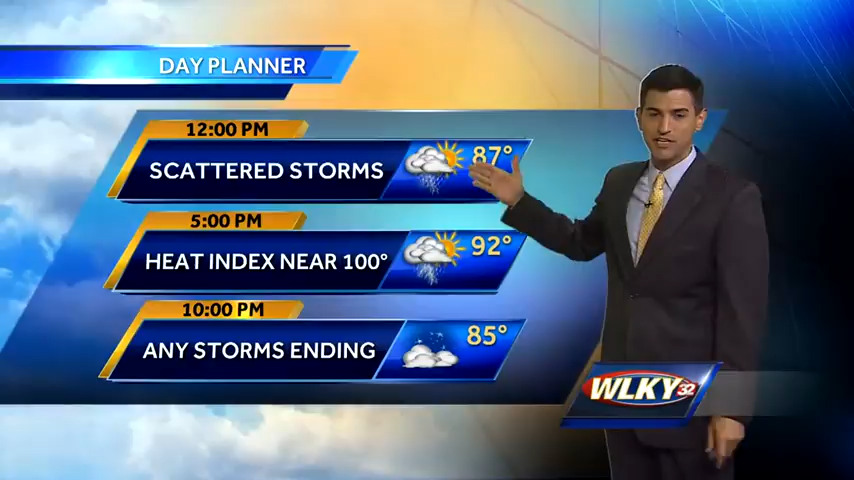 DAY PLANNER
12:00 PM
SCATTERED STORMS 87°
5:00 PM
HEAT INDEX NEAR 100° 92°
10:00 PM
ANY STORMS ENDING 85°
WLKY 32